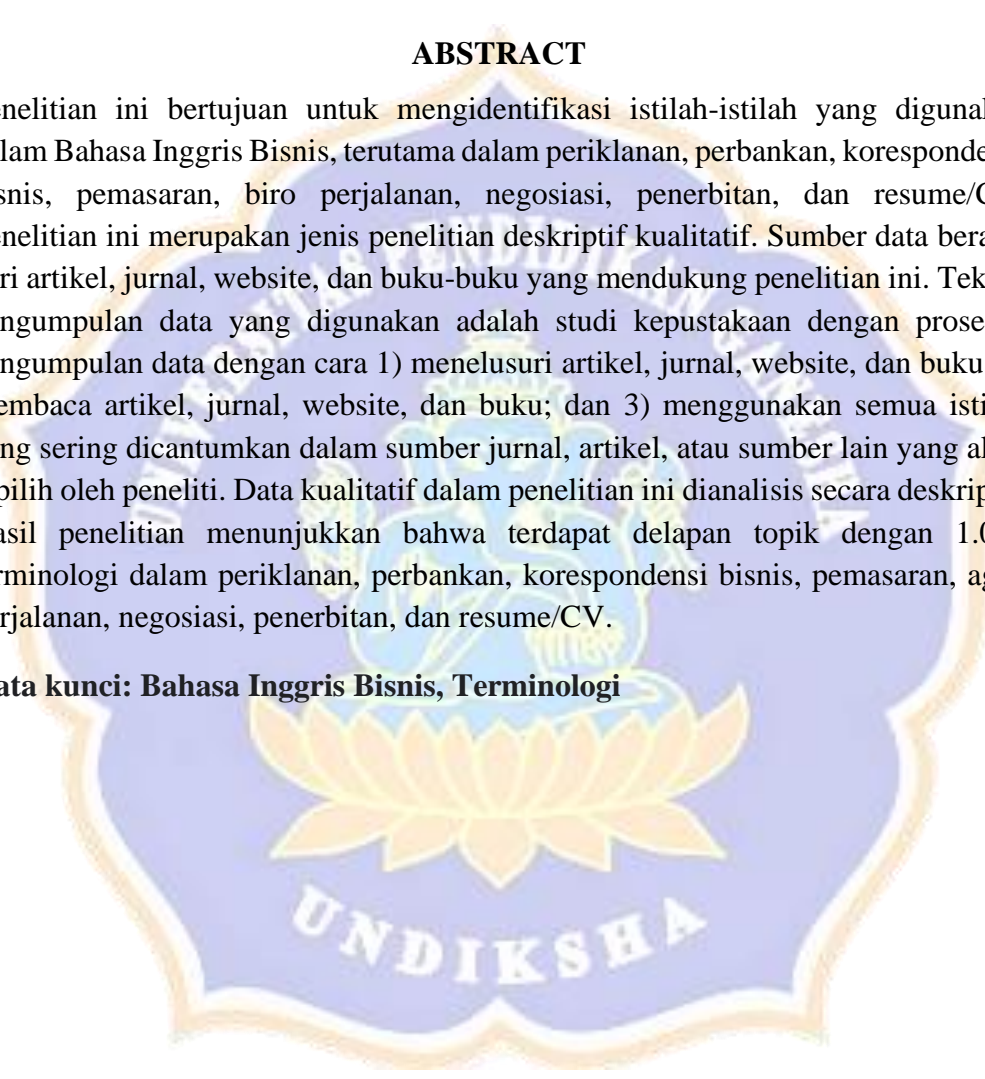 ABSTRACT
enelitian ini bertujuan untuk mengidentifikasi istilah-istilah yang digunak
alam Bahasa Inggris Bisnis, terutama dalam periklanan, perbankan, koresponde
snis, pemasaran, biro perjalanan, negosiasi, penerbitan, dan resume/C
enelitian ini merupakan jenis penelitian deskriptif kualitatif. Sumber data bera
ri artikel, jurnal, website, dan buku-buku yang mendukung penelitian ini. Tek
ngumpulan data yang digunakan adalah studi kepustakaan dengan prose
ngumpulan data dengan cara 1) menelusuri artikel, jurnal, website, dan buku
embaca artikel, jurnal, website, dan buku; dan 3) menggunakan semua isti
ng sering dicantumkan dalam sumber jurnal, artikel, atau sumber lain yang al
pilih oleh peneliti. Data kualitatif dalam penelitian ini dianalisis secara deskrip
asil penelitian menunjukkan bahwa terdapat delapan topik dengan 1.0
rminologi dalam periklanan, perbankan, korespondensi bisnis, pemasaran, ag
rjalanan, negosiasi, penerbitan, dan resume/CV.
ata kunci: Bahasa Inggris Bisnis, Terminologi
UNIVERSITAS PENDIDIKAN GANESHA
UNDIKSHA